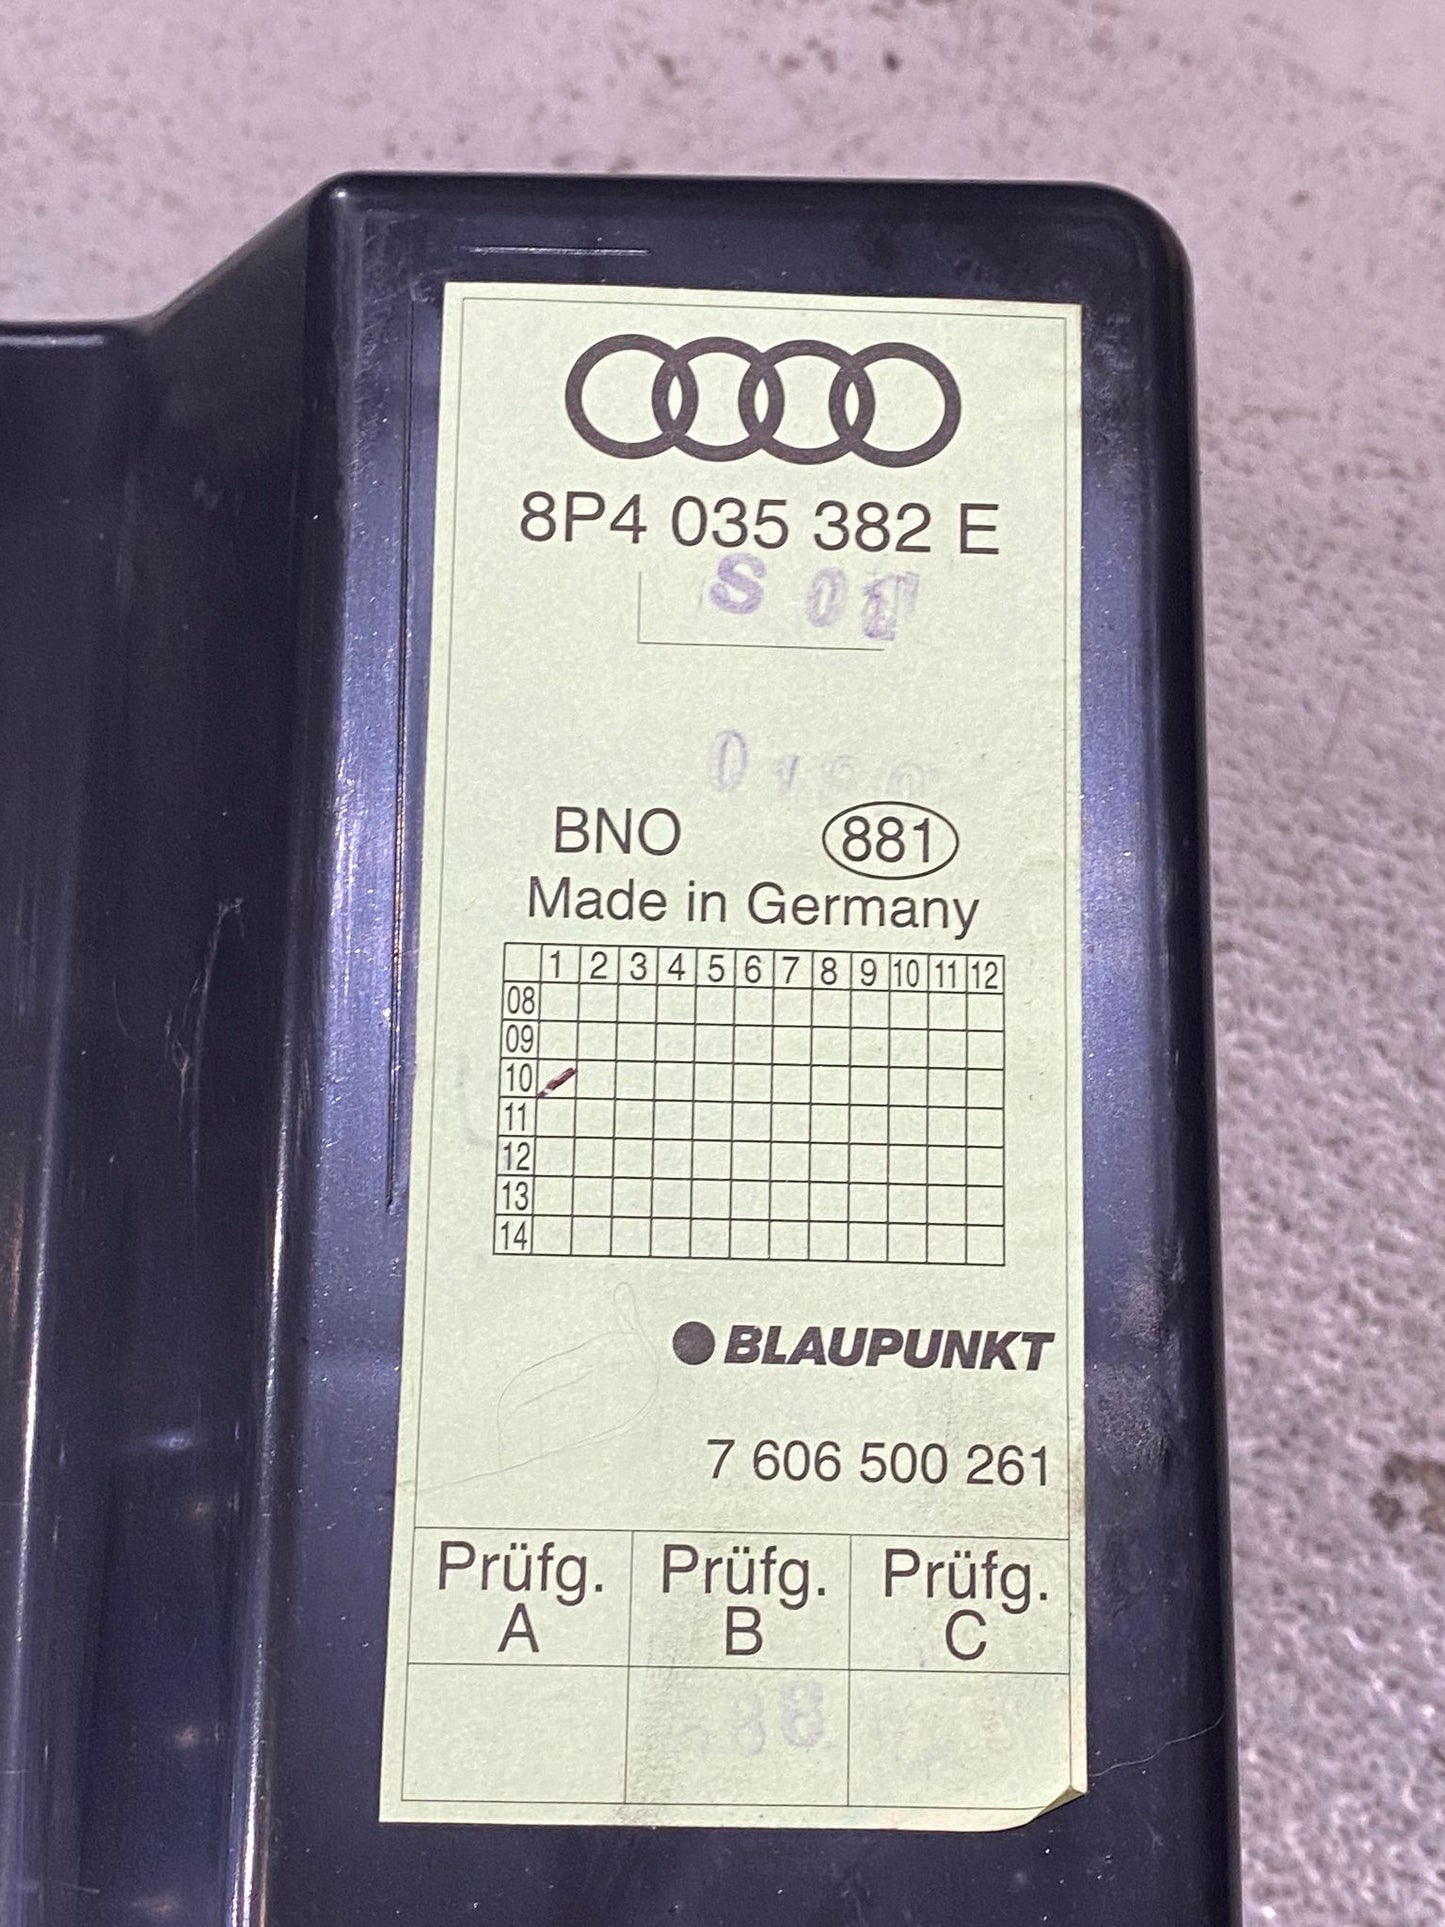 8P4 035 382 E
S
BNO 881
Made in Germany
1 2 3 4 5 6 7 8 9 10 11 12
08
09
10
11
12
13
14
BLAUPUNKT
7 606 500 261
Prüfg. A Prüfg. B Prüfg. C